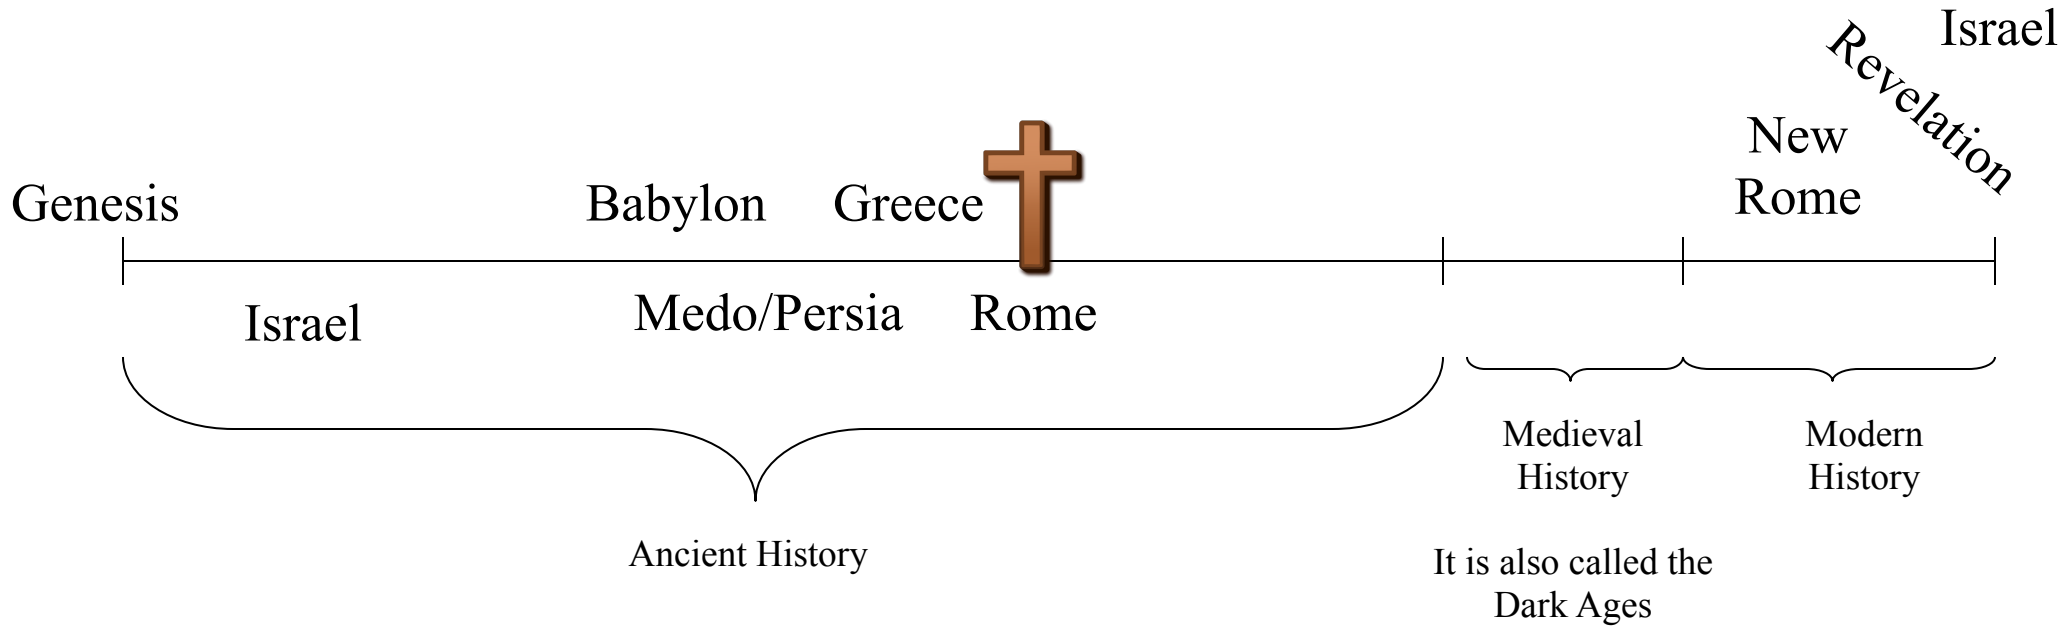 Israel
Revelation
New
Rome
Genesis
Babylon
Greece
Israel
Medo/Persia
Rome
Medieval
History
Modern
History
Ancient History
It is also called the
Dark Ages